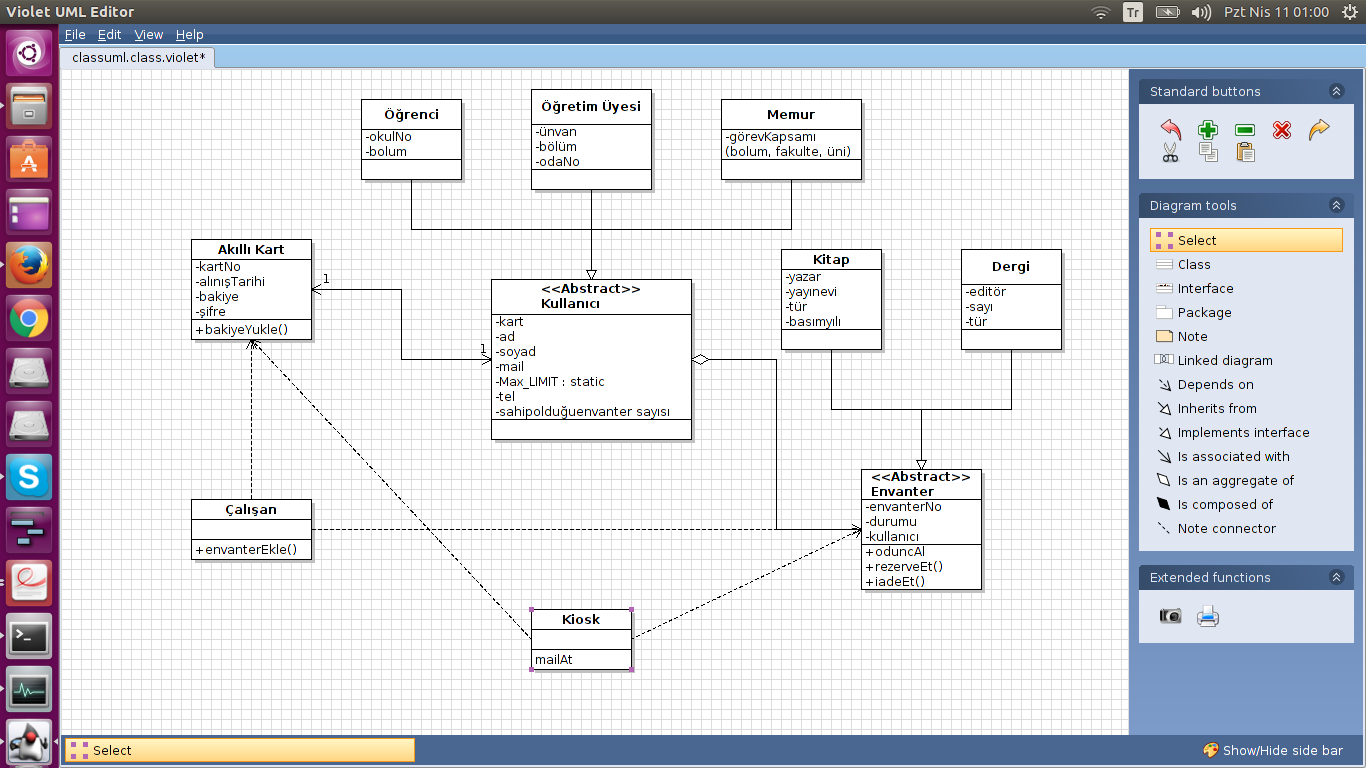 Violet UML Editor
Tr
Pzt Nis 11 01:00
File Edit View Help
classuml.class.violet*
Öğrenci
-okulNo
-bolum
Öğretim Üyesi
-ünvan
-bölüm
-odaNo
Memur
-görevKapsamı
(bolum, fakulte, üni)
Akıllı Kart
-kartNo
-alınışTarihi
-bakiye
-şifre
+bakiyeYukle()
1
1
<<Abstract>>
Kullanıcı
-kart
-ad
-soyad
-mail
-Max_LIMIT : static
-tel
-sahipolduğuenvanter sayısı
Kitap
-yazar
-yayınevi
-tür
-basımyılı
Dergi
-editör
-sayı
-tür
<<Abstract>>
Envanter
-envanterNo
-durumu
-kullanıcı
+oduncAl
+rezerveEt()
+iadeEt()
Çalışan
+envanterEkle()
Kiosk
mailAt
Standard buttons
Diagram tools
Select
Class
Interface
Package
Note
Linked diagram
Depends on
Inherits from
Implements interface
Is associated with
Is an aggregate of
Is composed of
Note connector
Extended functions
Select
Show/Hide side bar